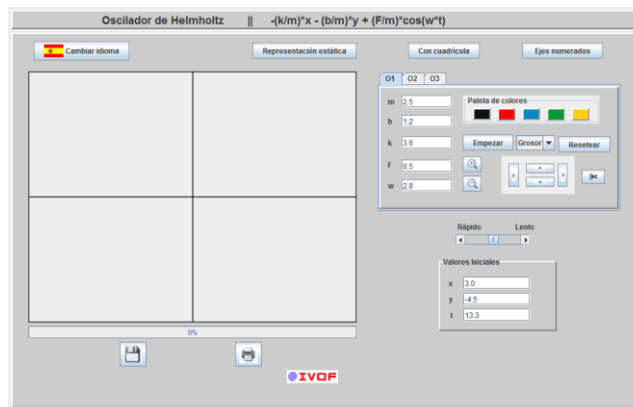 Oscilador de Helmholtz || -(k/m)*x - (b/m)*y + (F/m)*cos(w*t)
Cambiar idioma
Representación estática
Con cuadrícula
Ejes numerados
O1 O2 O3
m 2.5
Paleta de colores
b 1.2
k 3.6
Empezar Grosor Resetear
F 0.5
w 2.8
Rápido Lento
Valores Iniciales
x 3.0
y -4.5
t 13.3
0%
IVOF